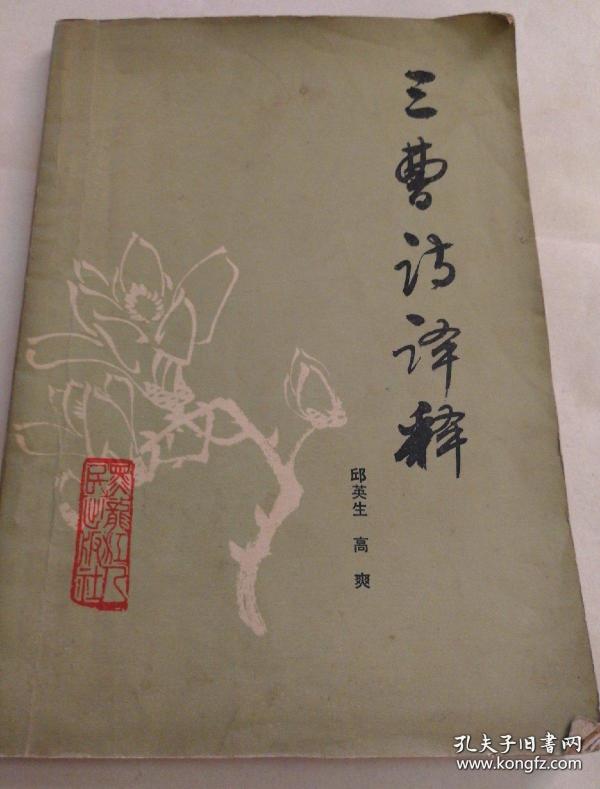 三曹诗译释
邱英生 高爽
黑龙江人
民出版社
孔夫子旧书网
www.kongfz.com